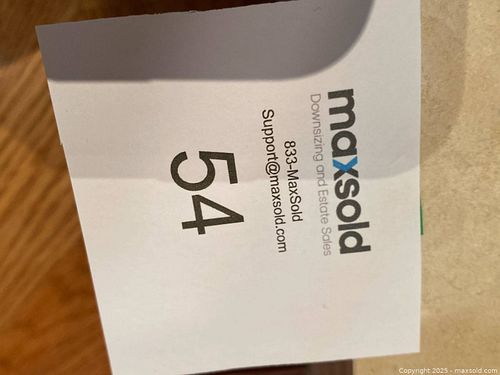 maxsold
Downsizing and Estate Sales
833-MaxSold
Support@maxsold.com
54
Copyright 2025 - maxsold.com